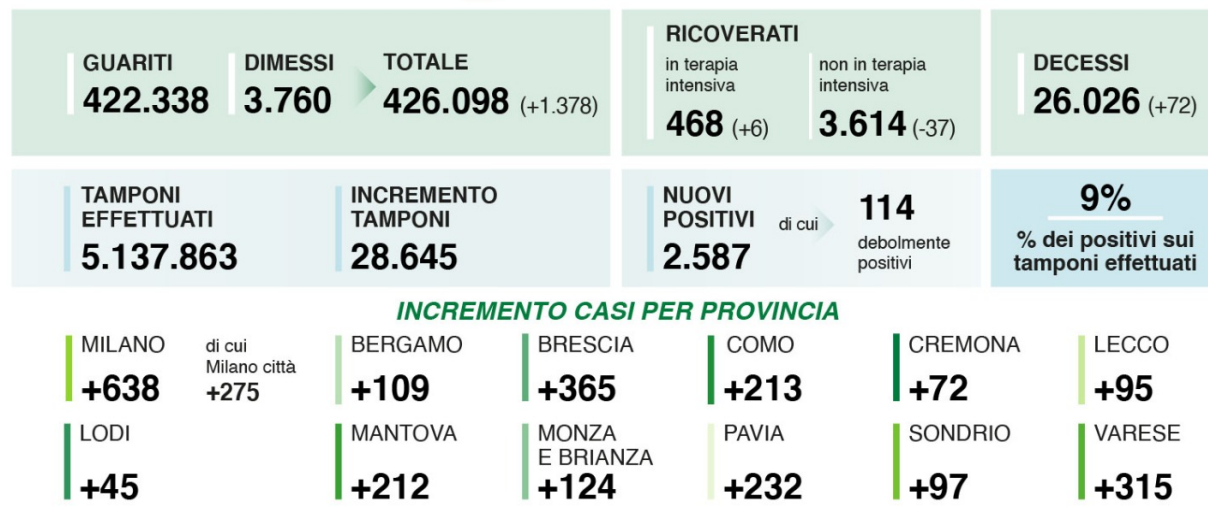 GUARITI
422.338
DIMESSI
3.760
TOTALE
426.098 (+1.378)
RICOVERATI
in terapia
intensiva
468 (+6)
non in terapia
intensiva
3.614 (-37)
DECESSI
26.026 (+72)
TAMPONI
EFFETTUATI
5.137.863
INCREMENTO
TAMPONI
28.645
NUOVI
POSITIVI
2.587
di cui
114
debolmente
positivi
9%
% dei positivi sui
tamponi effettuati
INCREMENTO CASI PER PROVINCIA
MILANO
+638
di cui
Milano città
+275
BERGAMO
+109
BRESCIA
+365
COMO
+213
CREMONA
+72
LECCO
+95
LODI
+45
MANTOVA
+212
MONZA
E BRIANZA
+124
PAVIA
+232
SONDRIO
+97
VARESE
+315